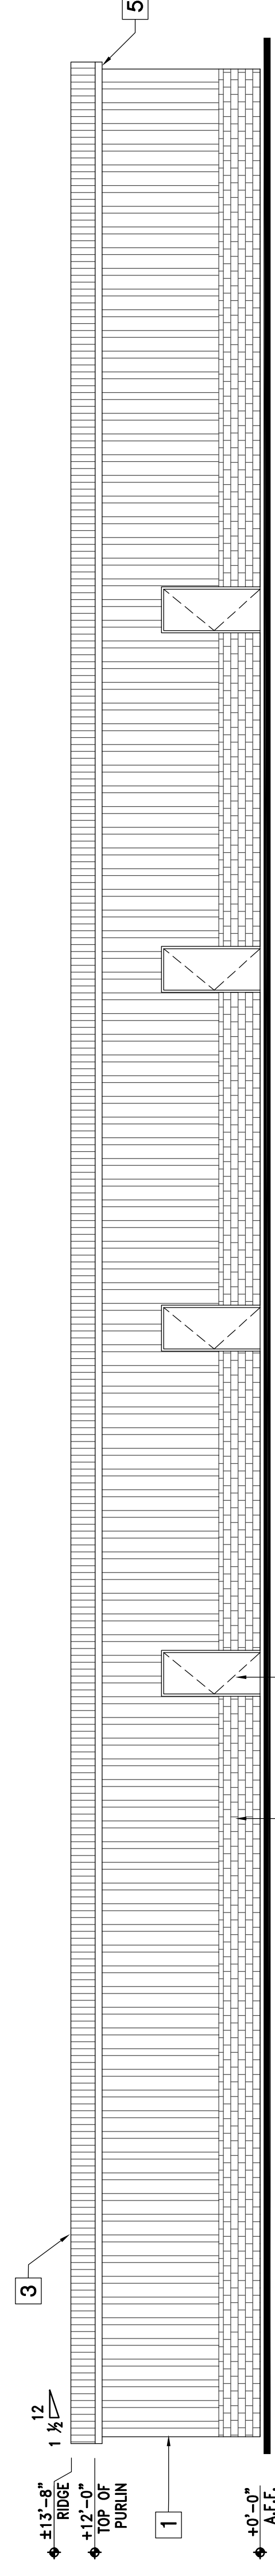 ±13'-8"
RIDGE
12
1 ½
3
+12'-0"
TOP OF
PURLIN
5
1
+0'-0"
A.F.F.